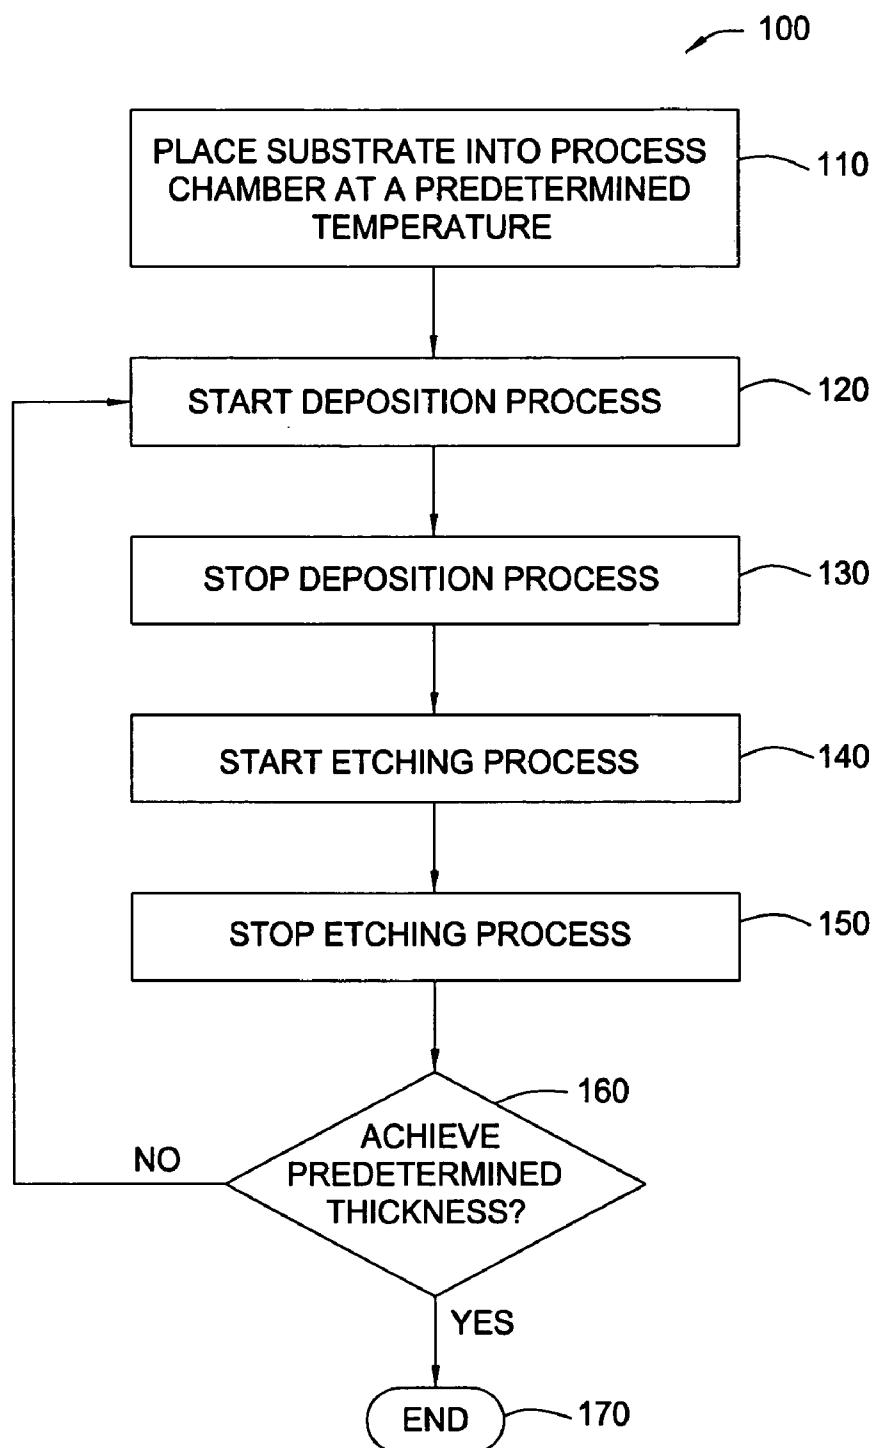 100
PLACE SUBSTRATE INTO PROCESS
CHAMBER AT A PREDETERMINED
TEMPERATURE
110
START DEPOSITION PROCESS
120
STOP DEPOSITION PROCESS
130
START ETCHING PROCESS
140
STOP ETCHING PROCESS
150
160
ACHIEVE
PREDETERMINED
THICKNESS?
NO
YES
END
170